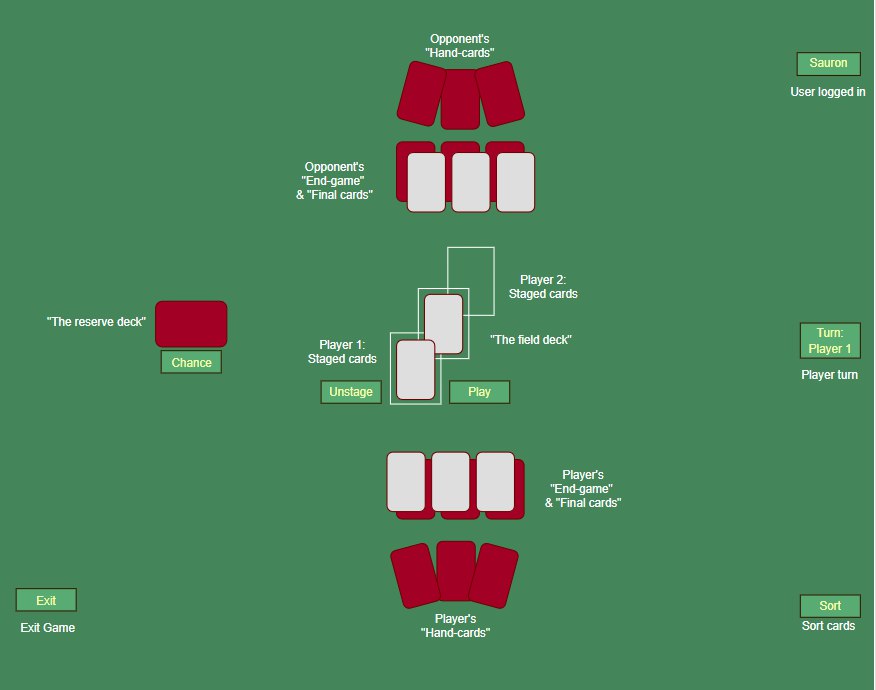 Opponent's
"Hand-cards"
Sauron
User logged in
Opponent's
"End-game"
& "Final cards"
Player 2:
Staged cards
"The reserve deck"
Chance
Player 1:
Staged cards
"The field deck"
Turn:
Player 1
Player turn
Unstage
Play
Player's
"End-game"
& "Final cards"
Exit
Exit Game
Player's
"Hand-cards"
Sort
Sort cards